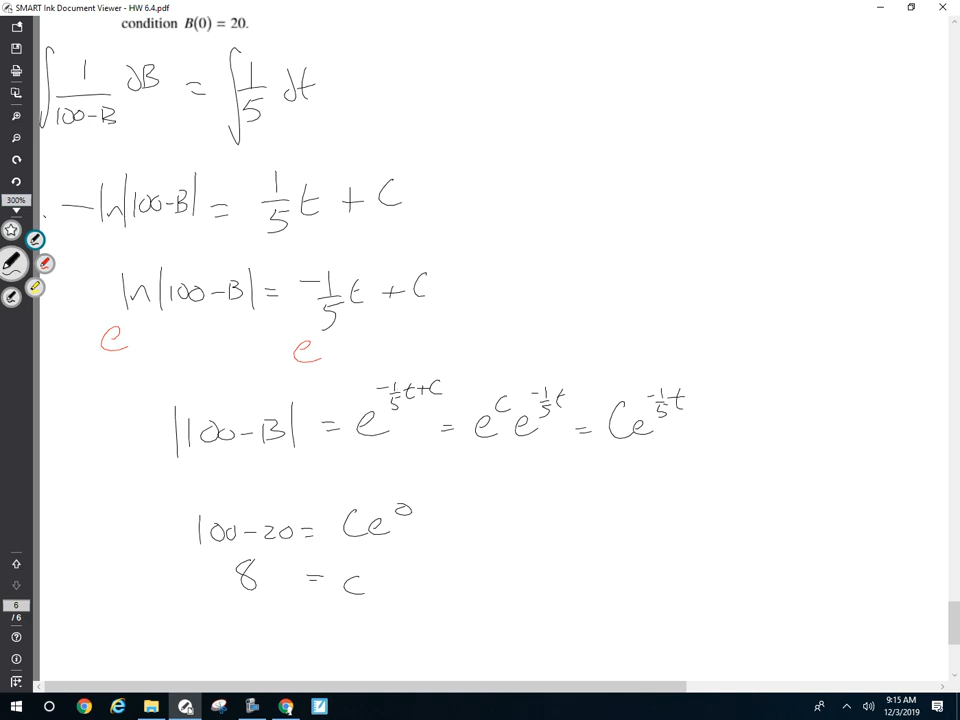 SMART Ink Document Viewer - HW 6.4.pdf
condition B(0) = 20.
∫ 1/(100-B) dB = ∫ 1/5 dt
-ln|100-B| = 1/5 t + C
ln|100-B| = -1/5 t + C
e e
|100-B| = e^(-1/5 t + C) = e^C e^(-1/5 t) = Ce^(-1/5 t)
100-20 = Ce^0
8 = C
300%
6
/ 6
9:15 AM
12/3/2019